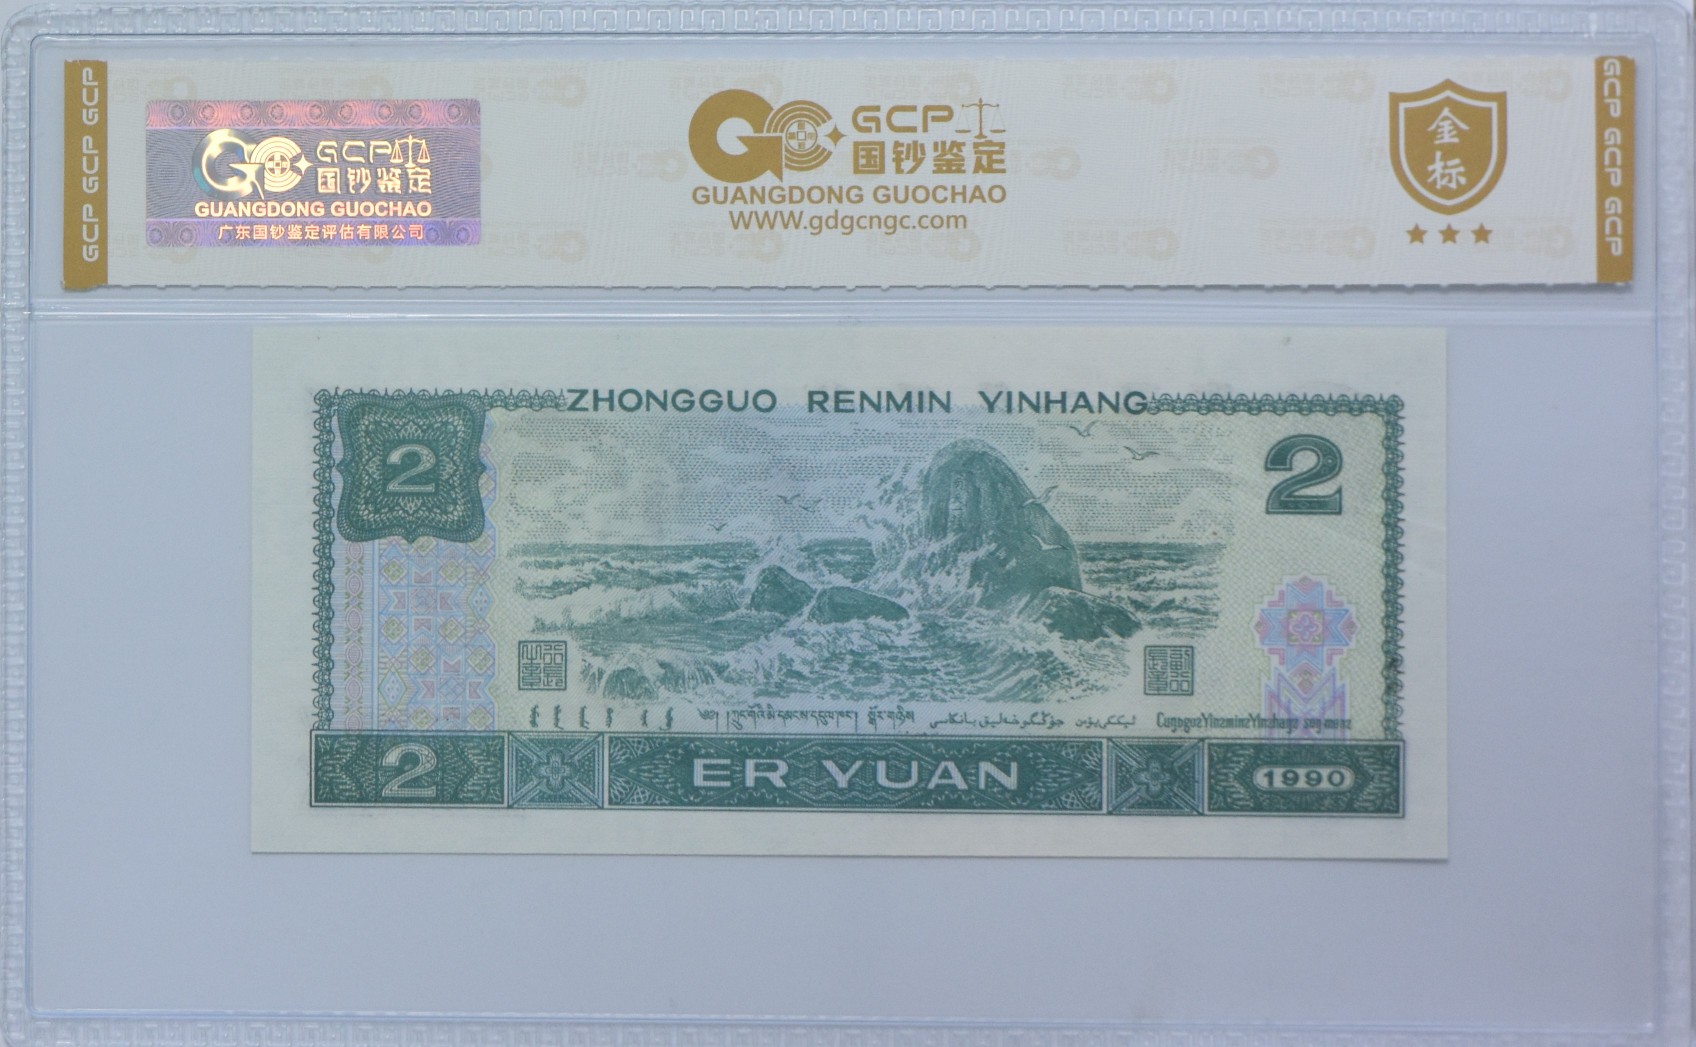 GCP GCP GCP
GCP
国钞鉴定
GUANGDONG GUOCHAO
广东国钞鉴定评估有限公司
GCP
国钞鉴定
GUANGDONG GUOCHAO
WWW.gdgcngc.com
金标
GCP GCP GCP
ZHONGGUO RENMIN YINHANG
2
2
2
ER YUAN
1990